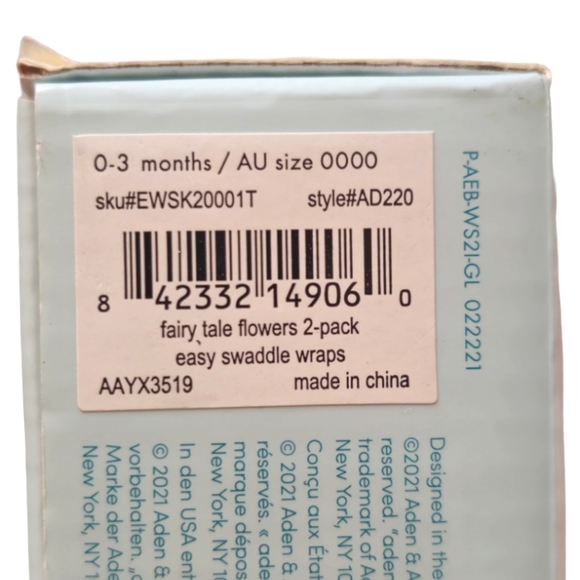 0-3 months / AU size 0000
sku#EWSK20001T style#AD220
8 42332 14906 0
fairy tale flowers 2-pack
easy swaddle wraps
AAYX3519 made in china
P-AEB-WS21-GL 022221
Designed in the
©2021 Aden & A
reserved. "aden
trademark of A
New York, NY 10
Conçu aux État
© 2021 Aden &
réservés. « ade
marque dépos
New York, NY 1
In den USA ent
© 2021 Aden &
vorbehalten. „
Marke der Ade
New York, NY